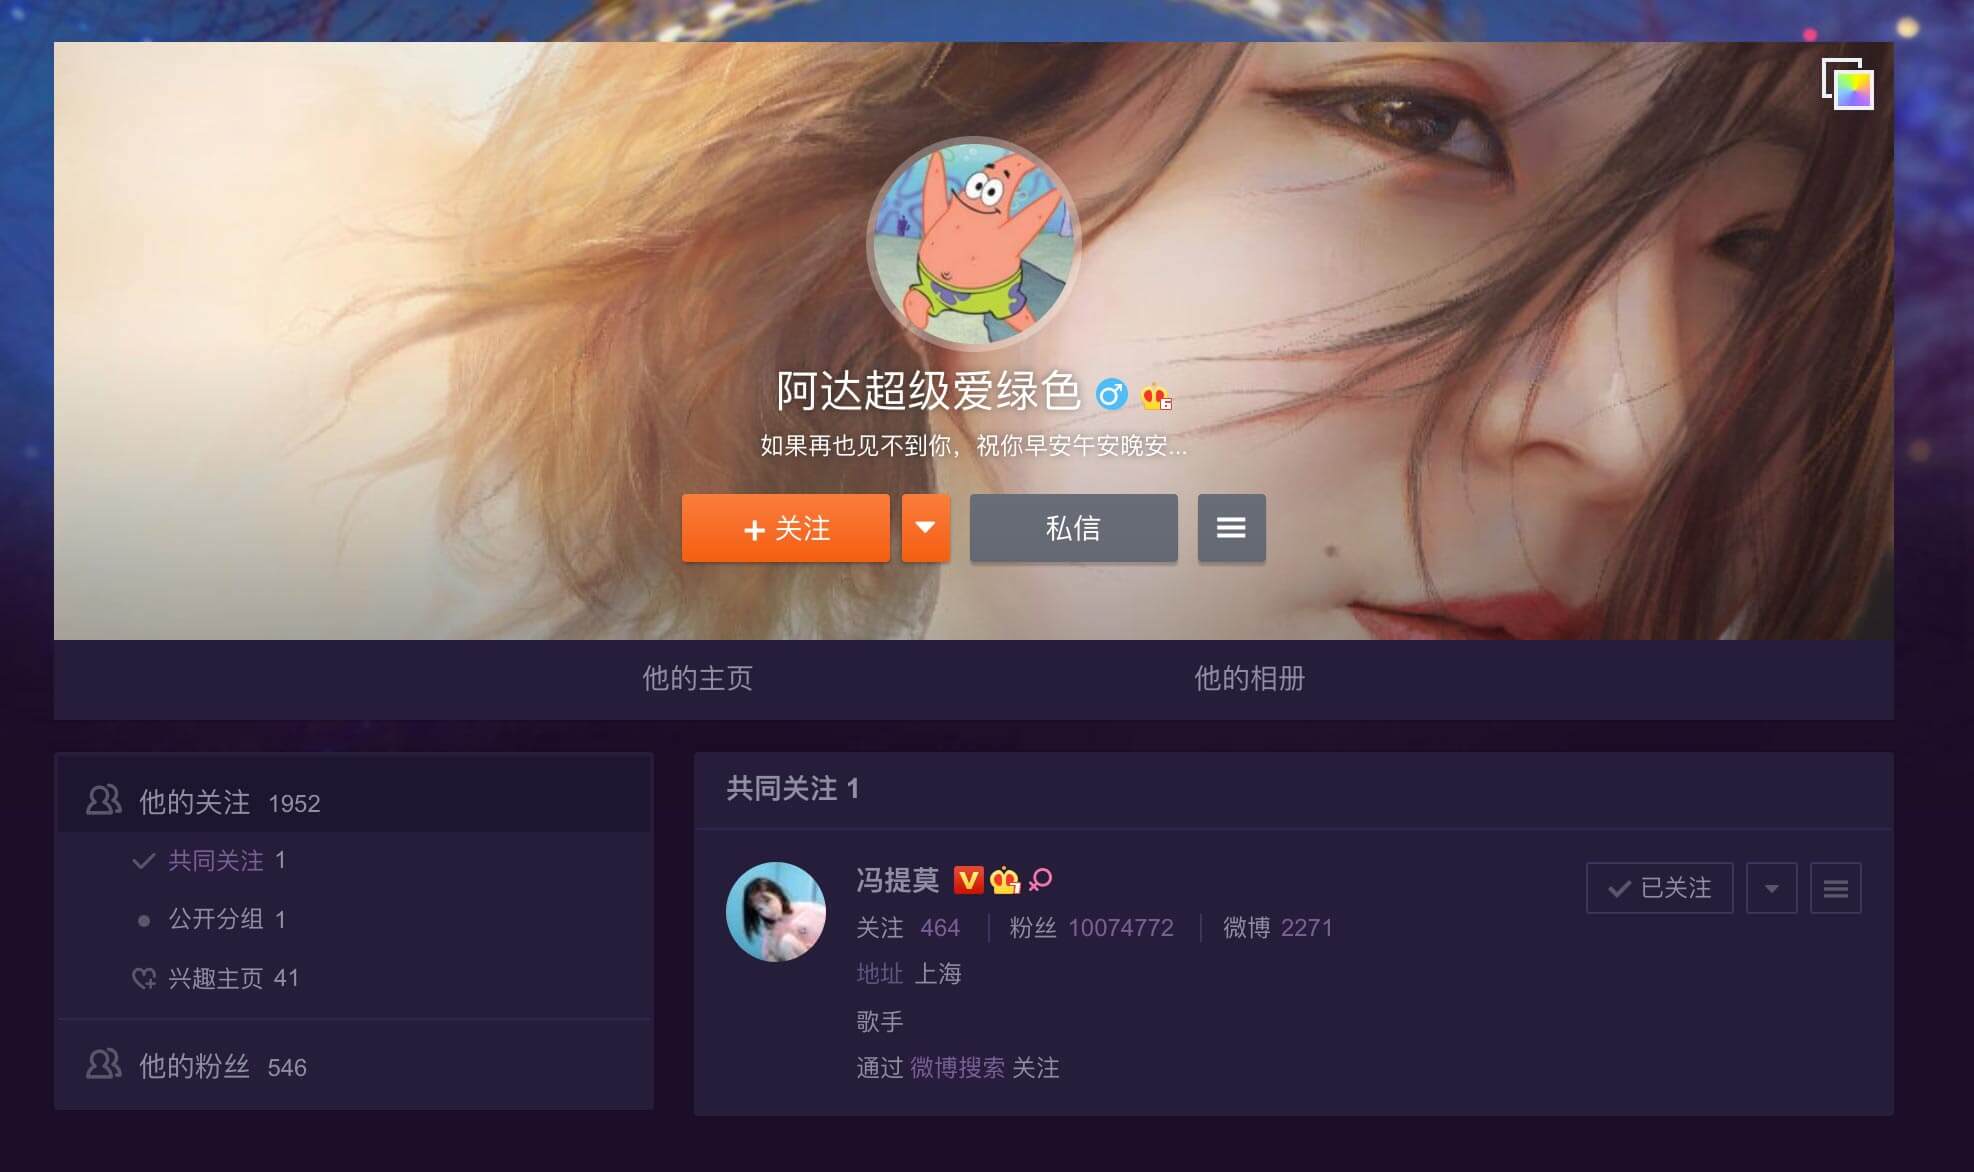 阿达超级爱绿色 6
如果再也见不到你，祝你早安午安晚安...
+ 关注
私信
他的主页
他的相册
他的关注 1952
共同关注 1
公开分组 1
兴趣主页 41
他的粉丝 546
共同关注 1
冯提莫 V 7
已关注
关注 464 | 粉丝 10074772 | 微博 2271
地址 上海
歌手
通过 微博搜索 关注